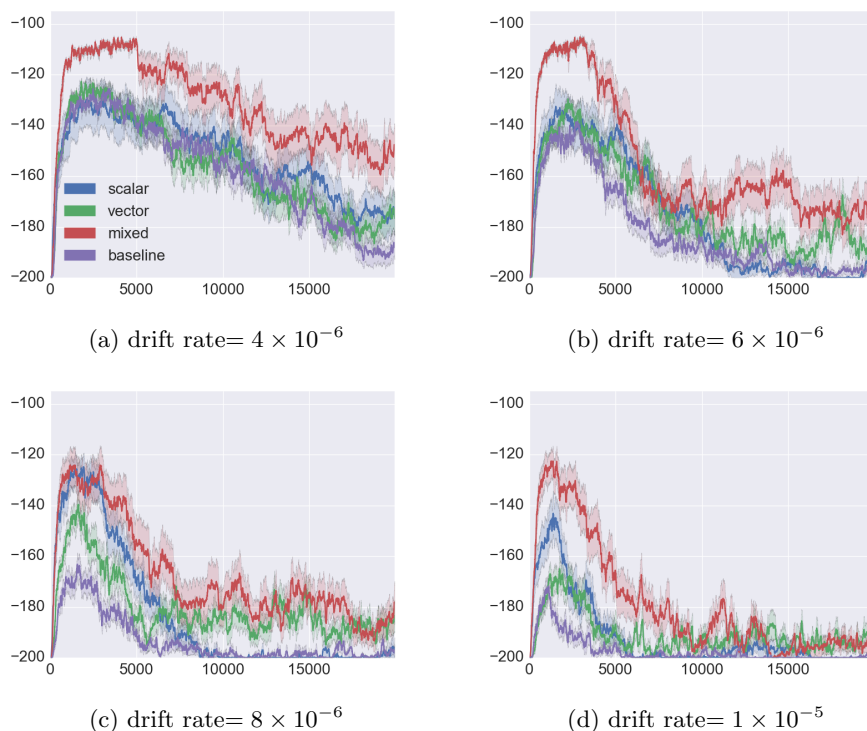 −100
−120
−140
−160
−180
−200
scalar
vector
mixed
baseline
0 5000 10000 15000
(a) drift rate= 4 × 10⁻⁶
−100
−120
−140
−160
−180
−200
0 5000 10000 15000
(b) drift rate= 6 × 10⁻⁶
−100
−120
−140
−160
−180
−200
0 5000 10000 15000
(c) drift rate= 8 × 10⁻⁶
−100
−120
−140
−160
−180
−200
0 5000 10000 15000
(d) drift rate= 1 × 10⁻⁵